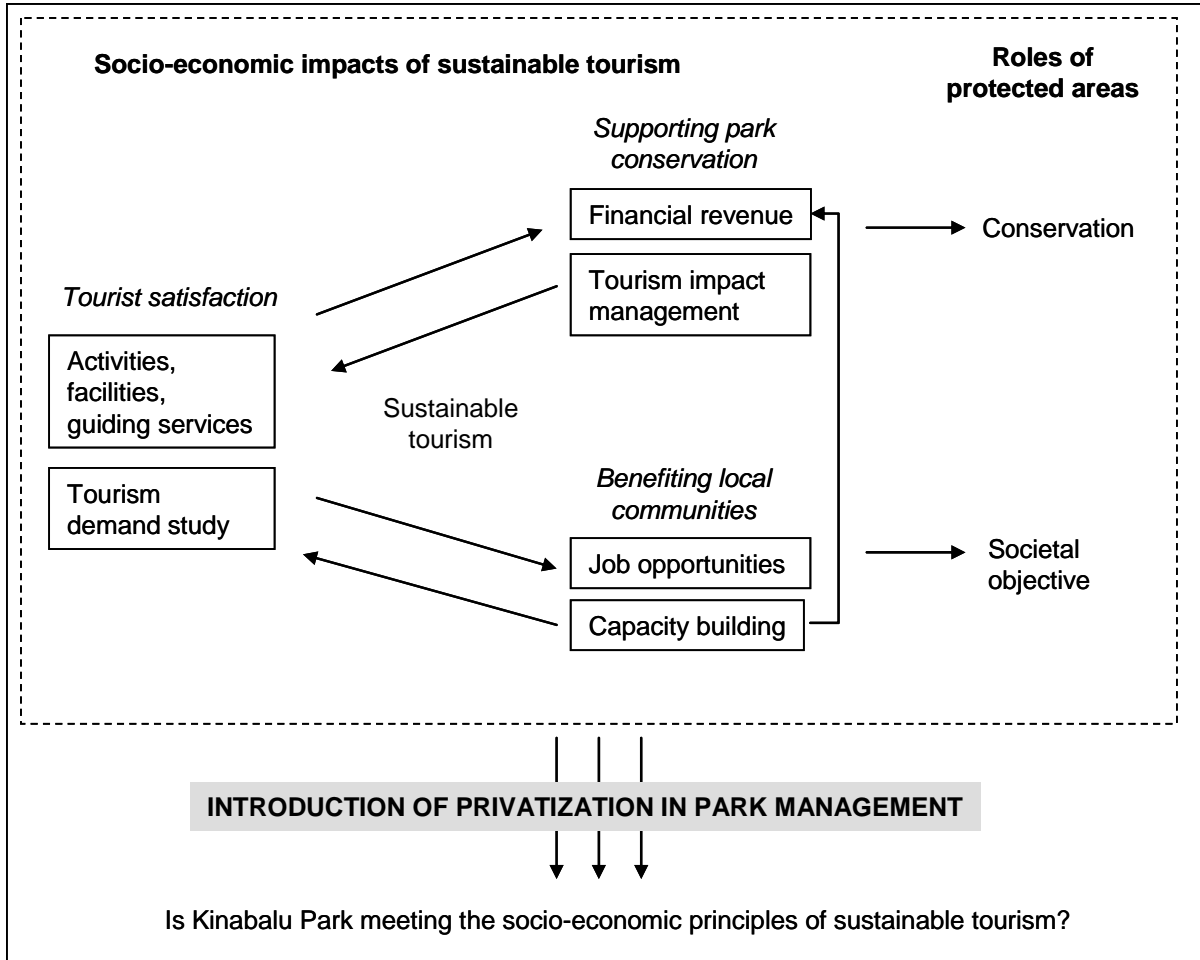 Socio-economic impacts of sustainable tourism
Roles of
protected areas
Supporting park
conservation
Financial revenue
Conservation
Tourism impact
management
Tourist satisfaction
Activities,
facilities,
guiding services
Sustainable
tourism
Tourism
demand study
Benefiting local
communities
Job opportunities
Societal
objective
Capacity building
INTRODUCTION OF PRIVATIZATION IN PARK MANAGEMENT
Is Kinabalu Park meeting the socio-economic principles of sustainable tourism?